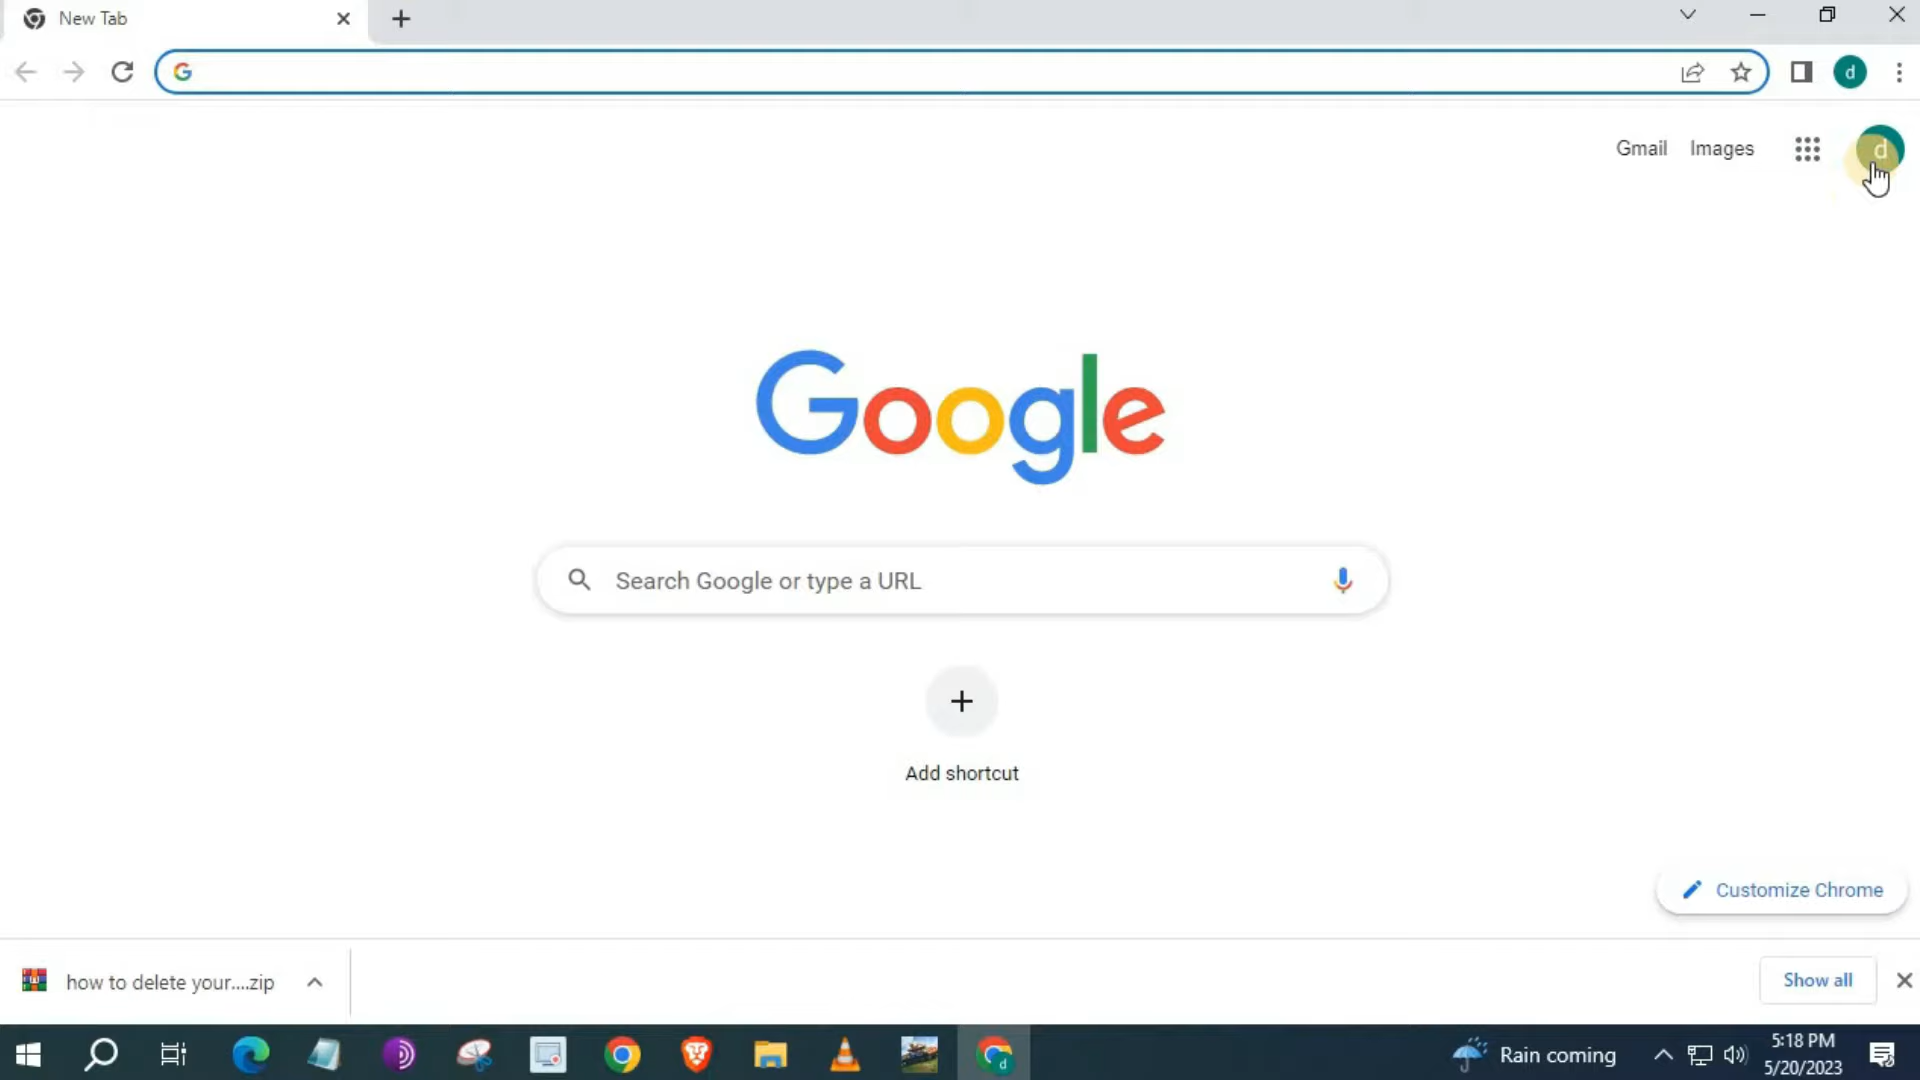 New Tab
d
Gmail
Images
d
Google
Search Google or type a URL
Add shortcut
Customize Chrome
how to delete your....zip
Show all
d
Rain coming
5:18 PM
5/20/2023